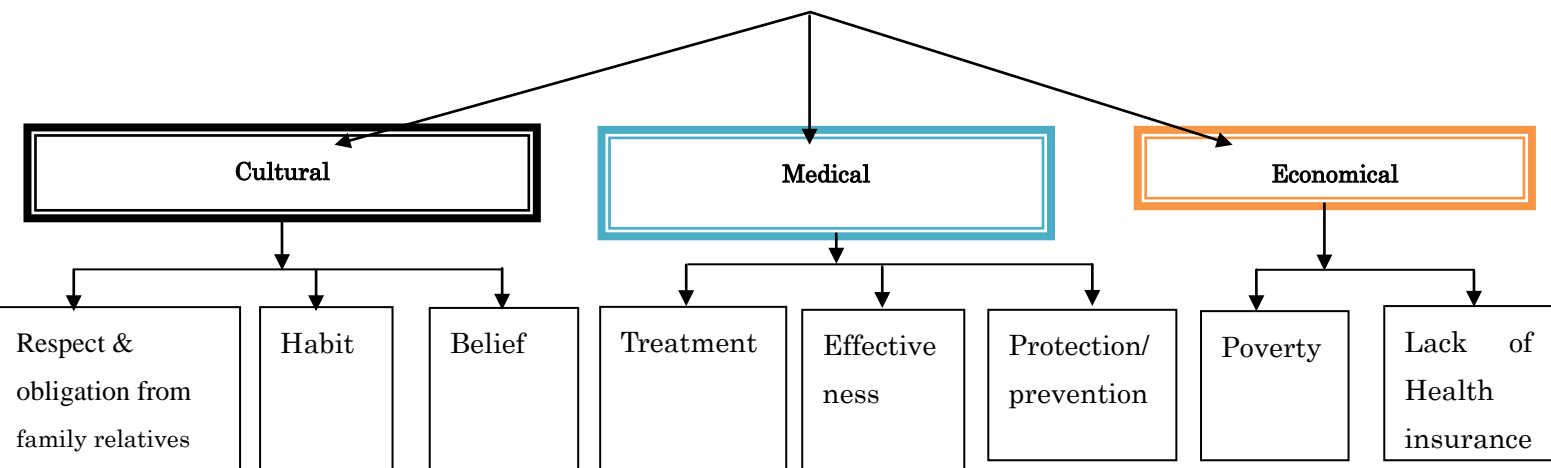 Cultural
Medical
Economical
Respect &
obligation from
family relatives
Habit
Belief
Treatment
Effective
ness
Protection/
prevention
Poverty
Lack of
Health
insurance